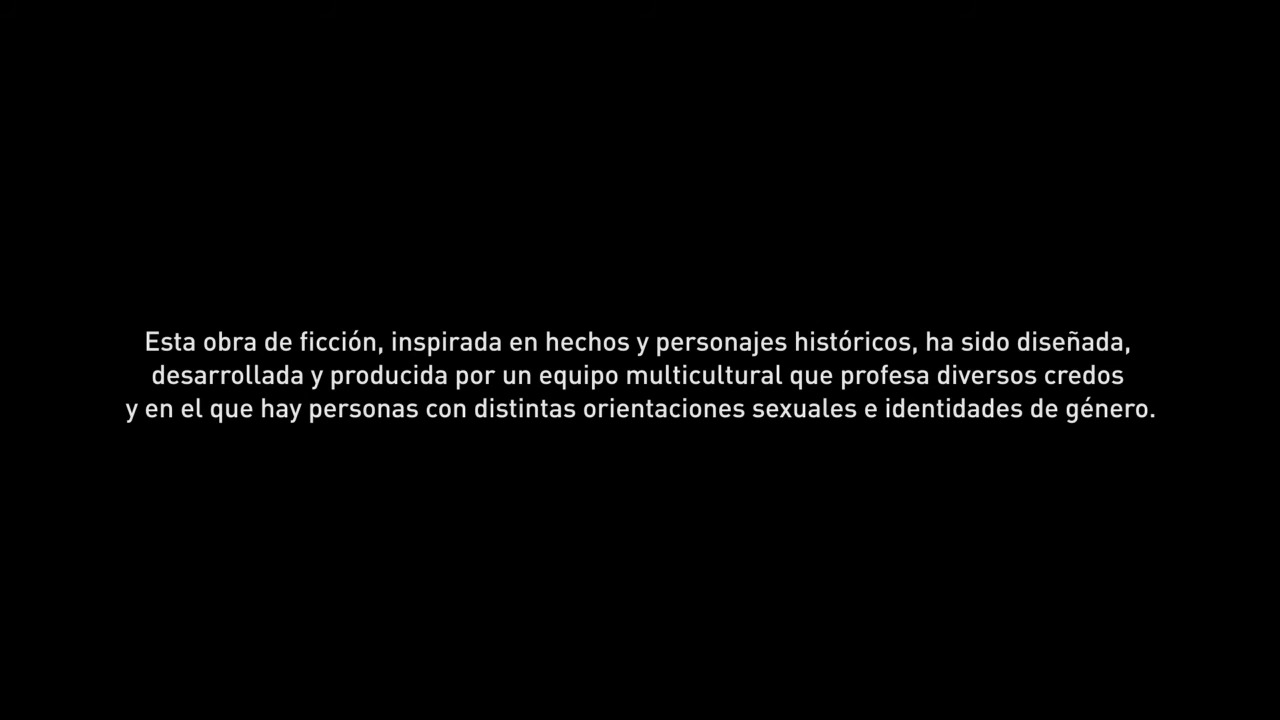 Esta obra de ficción, inspirada en hechos y personajes históricos, ha sido diseñada,
desarrollada y producida por un equipo multicultural que profesa diversos credos
y en el que hay personas con distintas orientaciones sexuales e identidades de género.